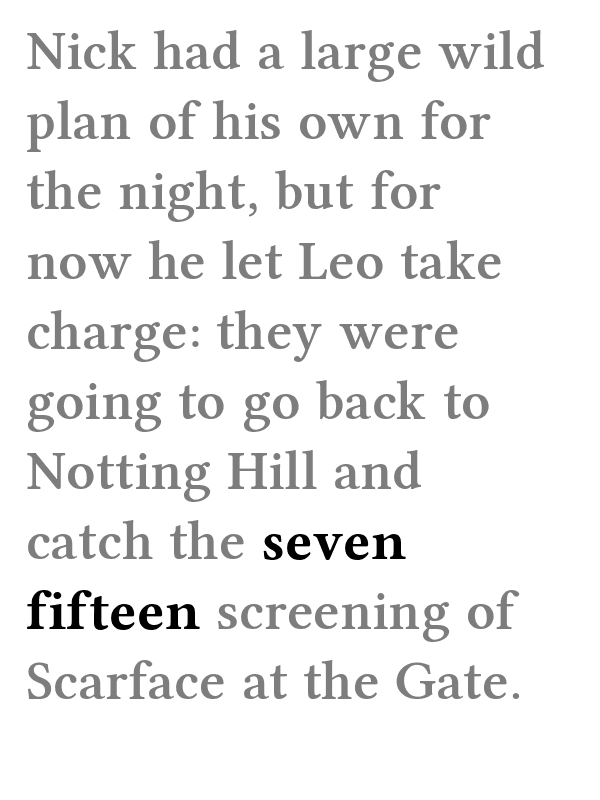 Nick had a large wild
plan of his own for
the night, but for
now he let Leo take
charge: they were
going to go back to
Notting Hill and
catch the seven
fifteen screening of
Scarface at the Gate.